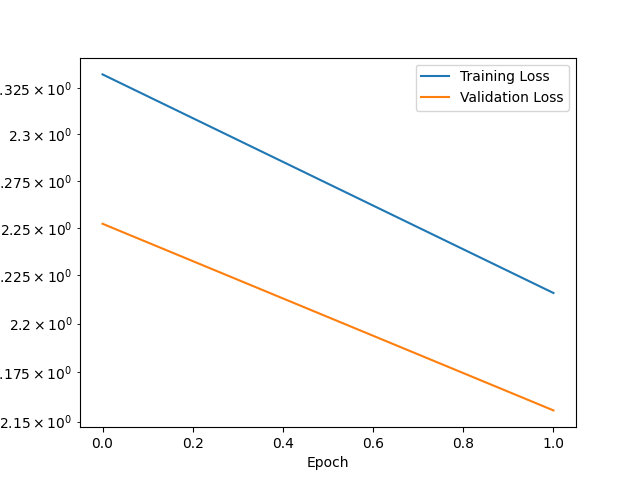 Training Loss
Validation Loss
.325 × 10⁰
2.3 × 10⁰
.275 × 10⁰
2.25 × 10⁰
.225 × 10⁰
2.2 × 10⁰
.175 × 10⁰
2.15 × 10⁰
0.0 0.2 0.4 0.6 0.8 1.0
Epoch